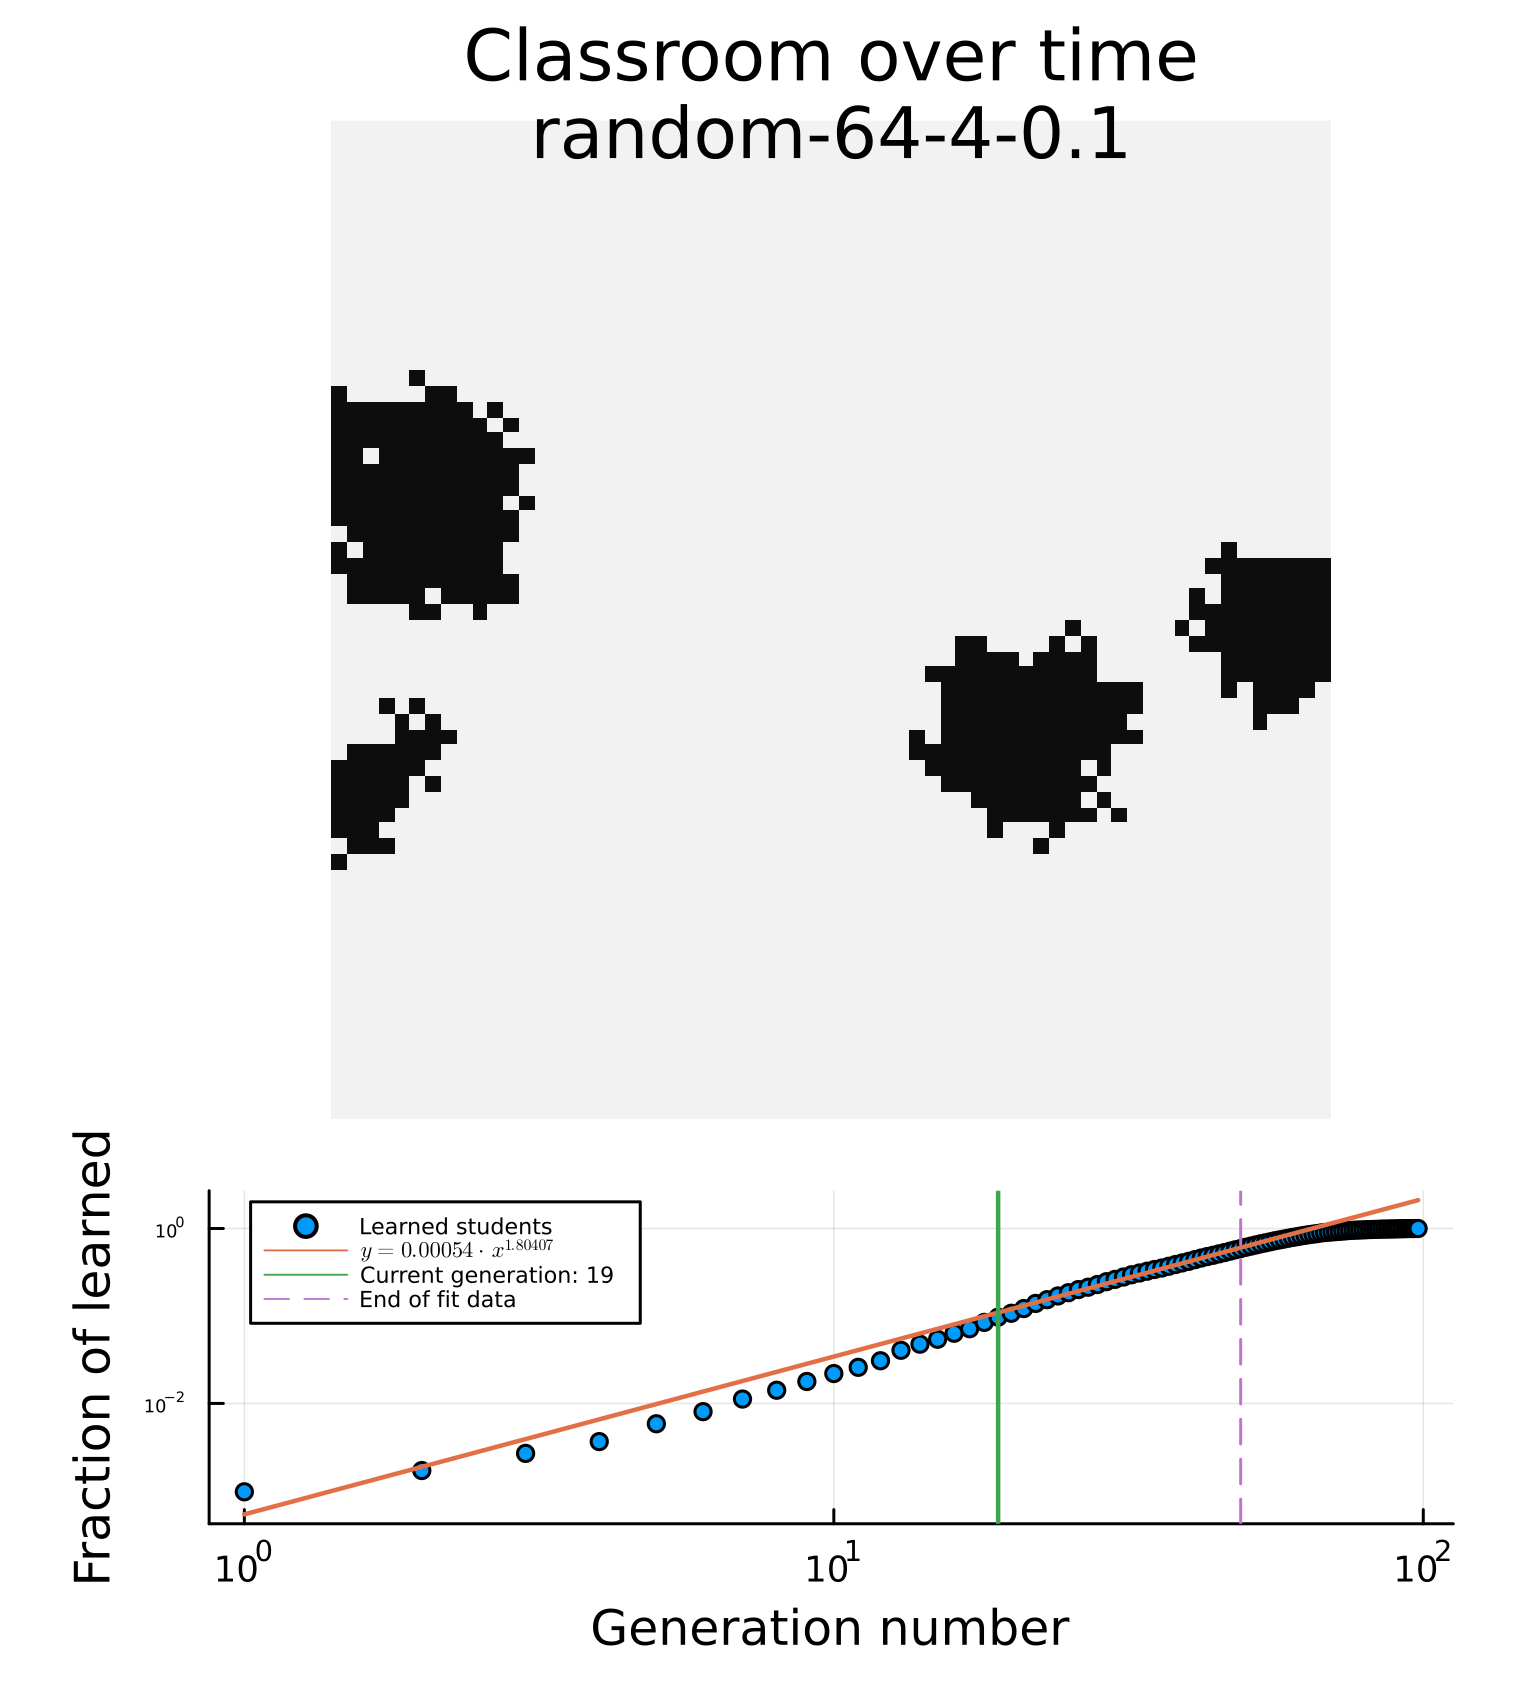 Classroom over time
random-64-4-0.1
Fraction of learned
10^0
10^-2
Learned students
y = 0.00054 · x^1.80407
Current generation: 19
End of fit data
10^0
10^1
10^2
Generation number